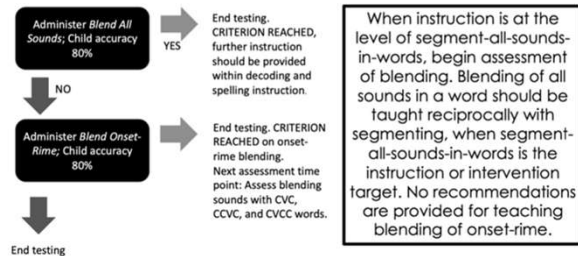 Administer Blend All
Sounds; Child accuracy
80%
YES
End testing.
CRITERION REACHED,
further instruction
should be provided
within decoding and
spelling instruction.
NO
Administer Blend Onset-
Rime; Child accuracy
80%
End testing. CRITERION
REACHED on onset-
rime blending.
Next assessment time
point: Assess blending
sounds with CVC,
CCVC, and CVCC words.
End testing
When instruction is at the
level of segment-all-sounds-
in-words, begin assessment
of blending. Blending of all
sounds in a word should be
taught reciprocally with
segmenting, when segment-
all-sounds-in-words is the
instruction or intervention
target. No recommendations
are provided for teaching
blending of onset-rime.